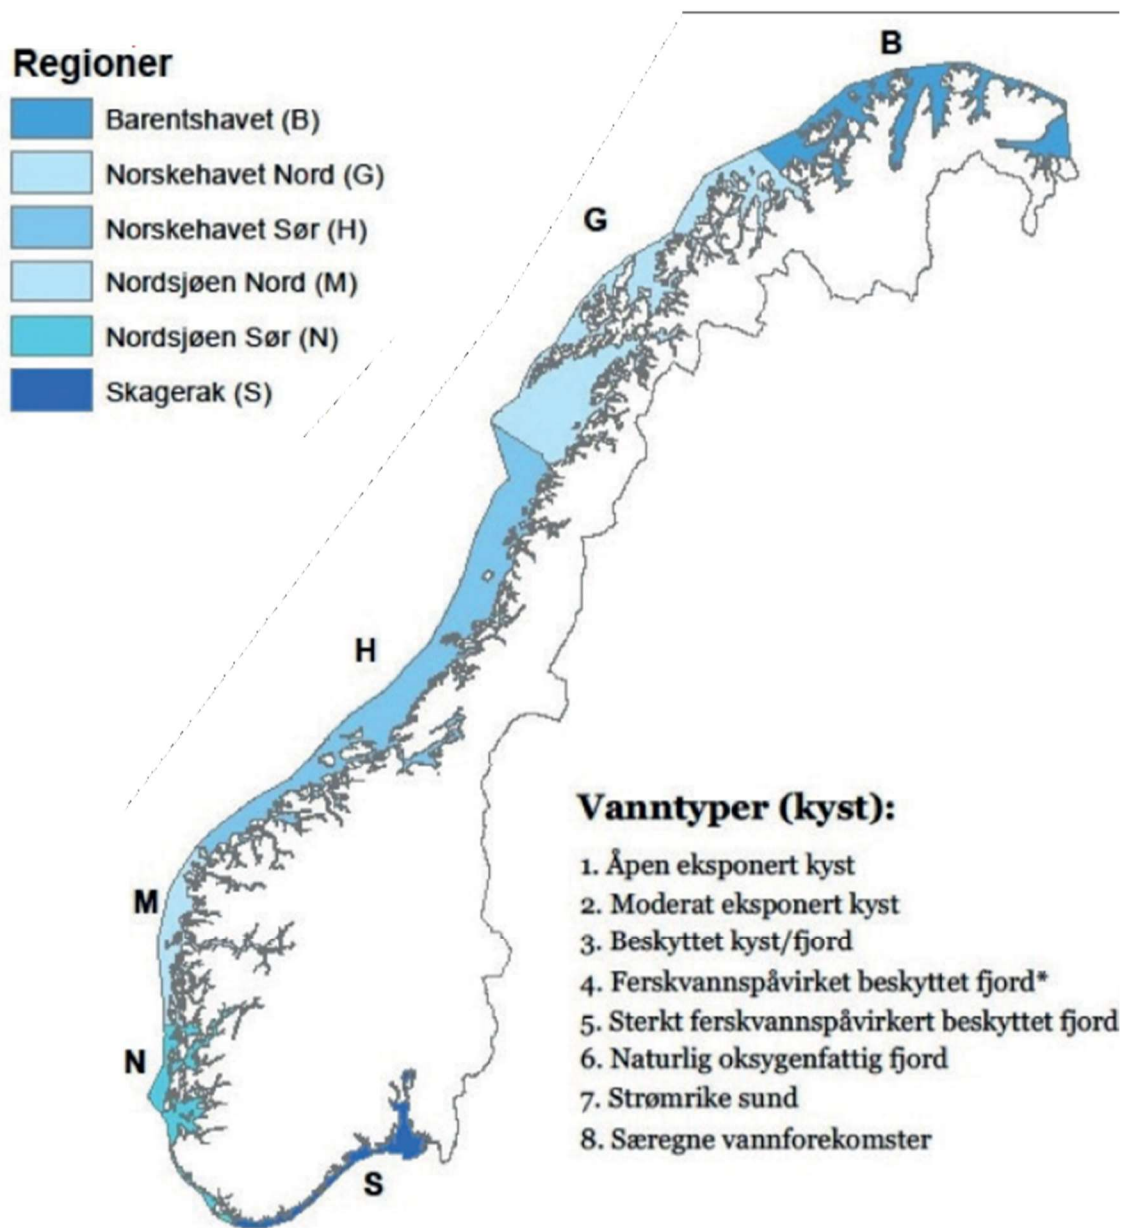 Regioner
Barentshavet (B)
Norskehavet Nord (G)
Norskehavet Sør (H)
Nordsjøen Nord (M)
Nordsjøen Sør (N)
Skagerak (S)
B
G
H
M
N
S
Vanntyper (kyst):
1. Åpen eksponert kyst
2. Moderat eksponert kyst
3. Beskyttet kyst/fjord
4. Ferskvannspåvirket beskyttet fjord*
5. Sterkt ferskvannspåvirkert beskyttet fjord
6. Naturlig oksygenfattig fjord
7. Strømrike sund
8. Særegne vannforekomster